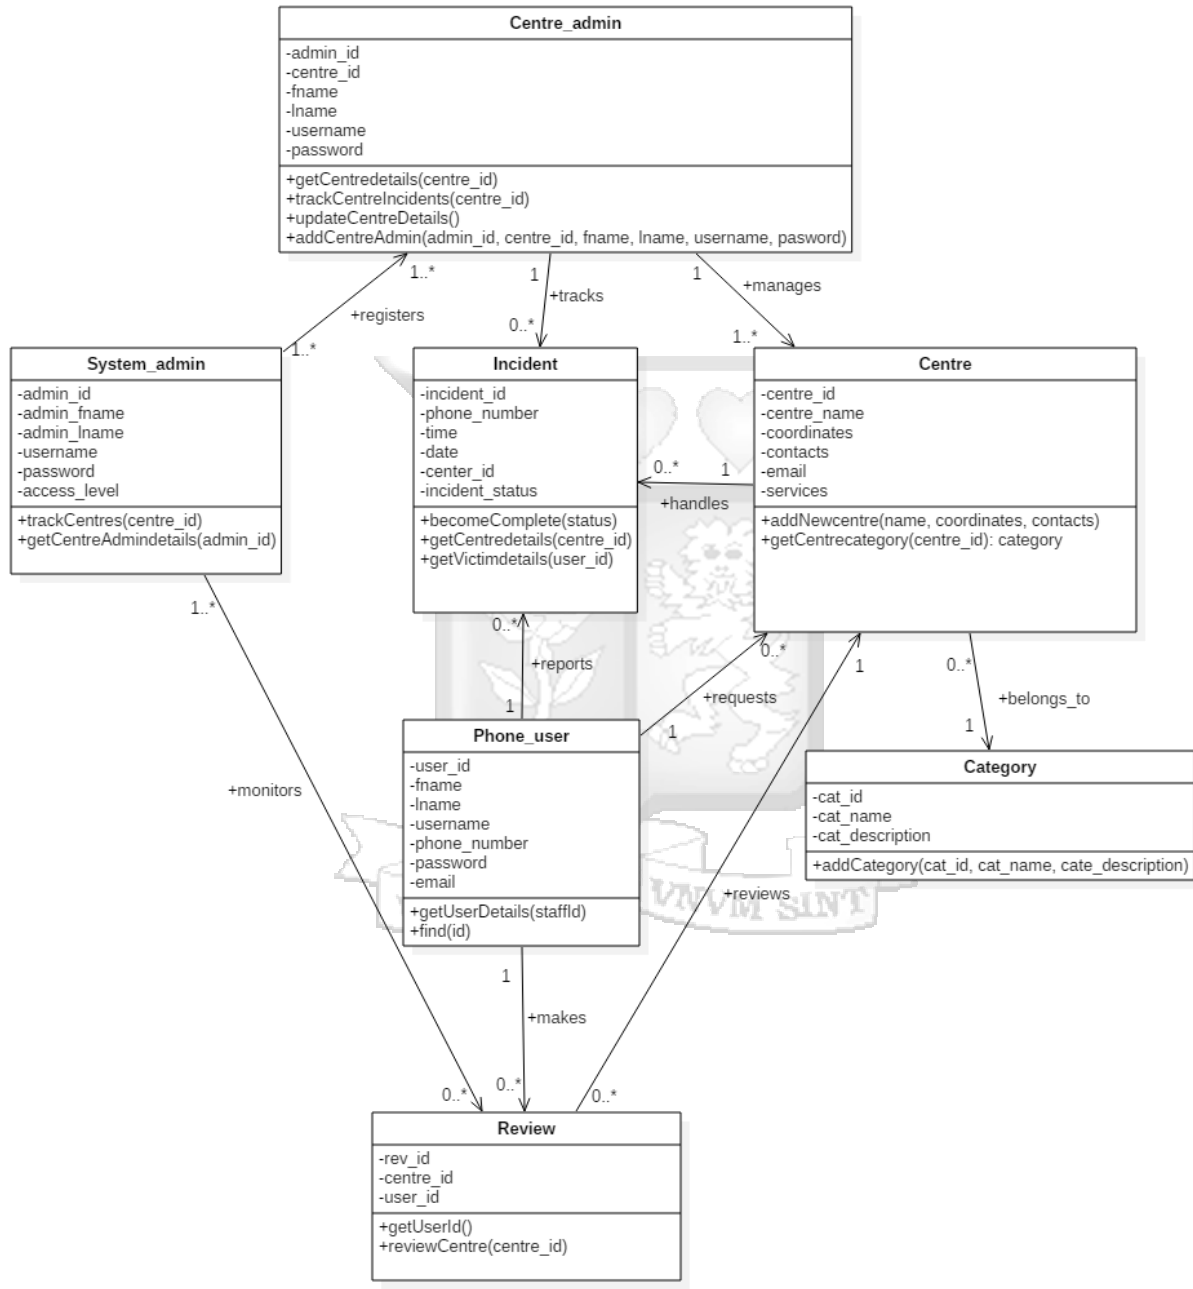 Centre_admin
-admin_id
-centre_id
-fname
-lname
-username
-password
+getCentredetails(centre_id)
+trackCentreIncidents(centre_id)
+updateCentreDetails()
+addCentreAdmin(admin_id, centre_id, fname, lname, username, pasword)
1..*
1
1
+registers
+tracks
+manages
1..*
0..*
1..*
System_admin
-admin_id
-admin_fname
-admin_lname
-username
-password
-access_level
+trackCentres(centre_id)
+getCentreAdmindetails(admin_id)
Incident
-incident_id
-phone_number
-time
-date
-center_id
-incident_status
+becomeComplete(status)
+getCentredetails(centre_id)
+getVictimdetails(user_id)
0..*
1
+handles
Centre
-centre_id
-centre_name
-coordinates
-contacts
-email
-services
+addNewcentre(name, coordinates, contacts)
+getCentrecategory(centre_id): category
1..*
0..*
+reports
1
0..*
+requests
1
1
0..*
+belongs_to
1
+monitors
Phone_user
-user_id
-fname
-lname
-username
-phone_number
-password
-email
+getUserDetails(staffId)
+find(id)
Category
-cat_id
-cat_name
-cat_description
+addCategory(cat_id, cat_name, cate_description)
+reviews
VNVM SINT
1
+makes
0..*
0..*
0..*
Review
-rev_id
-centre_id
-user_id
+getUserId()
+reviewCentre(centre_id)